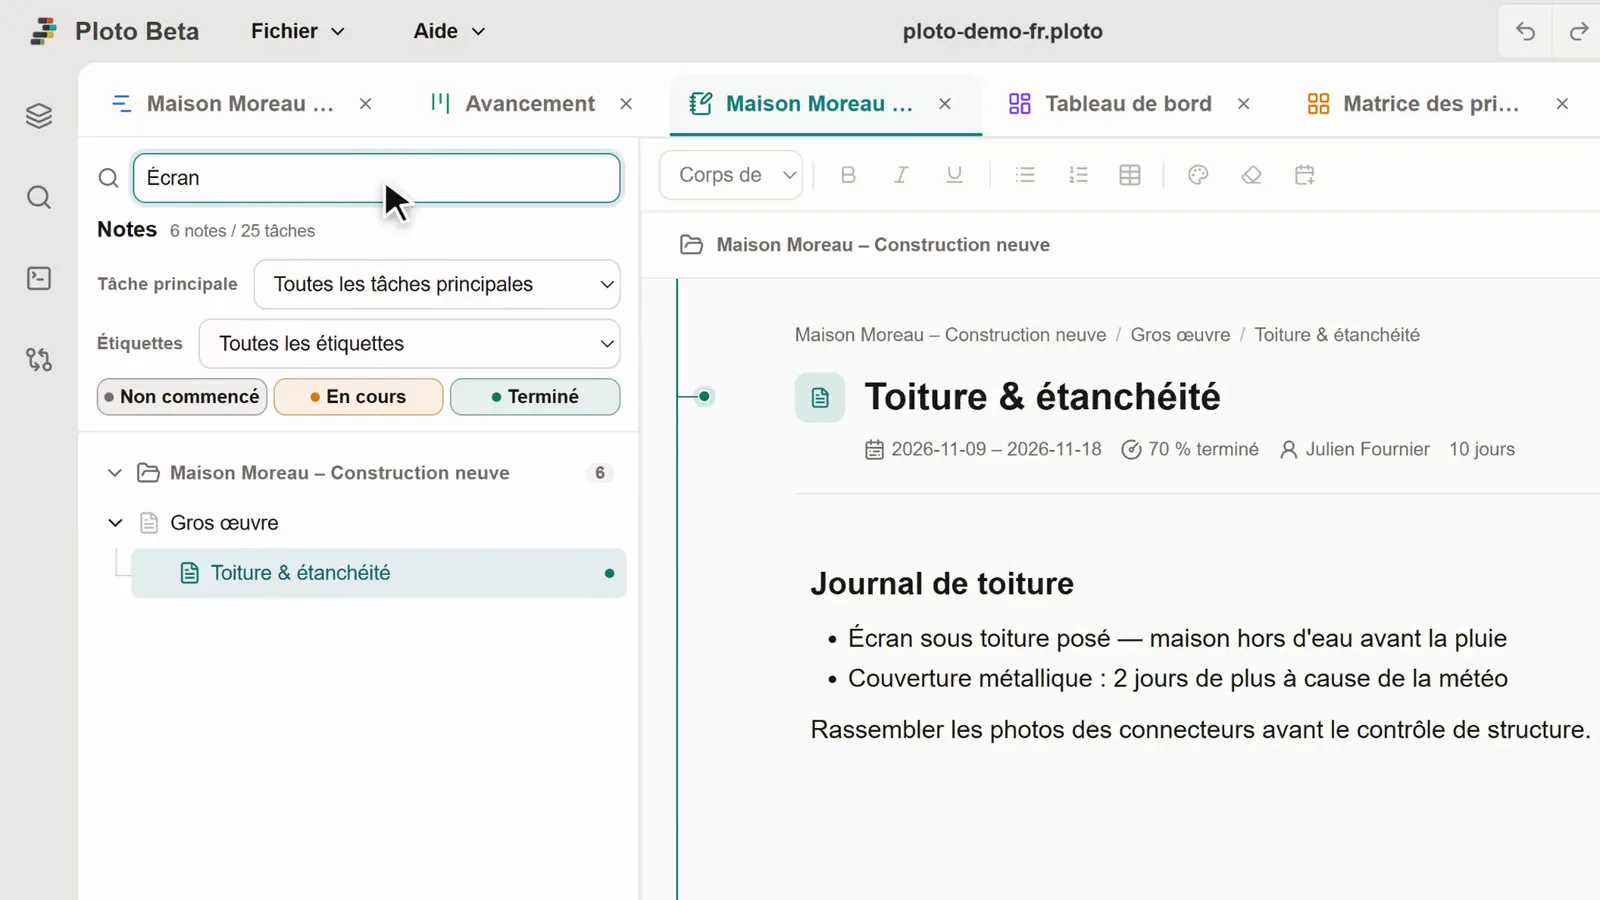 Ploto Beta
Fichier
Aide
ploto-demo-fr.ploto
Maison Moreau ...
Avancement
Maison Moreau ...
Tableau de bord
Matrice des pri...
Écran
Corps de
B I U
Notes 6 notes / 25 tâches
Tâche principale Toutes les tâches principales
Étiquettes Toutes les étiquettes
Non commencé En cours Terminé
Maison Moreau – Construction neuve 6
Gros œuvre
Toiture & étanchéité
Maison Moreau – Construction neuve
Maison Moreau – Construction neuve / Gros œuvre / Toiture & étanchéité
Toiture & étanchéité
2026-11-09 – 2026-11-18 70 % terminé Julien Fournier 10 jours
Journal de toiture
• Écran sous toiture posé — maison hors d'eau avant la pluie
• Couverture métallique : 2 jours de plus à cause de la météo
Rassembler les photos des connecteurs avant le contrôle de structure.